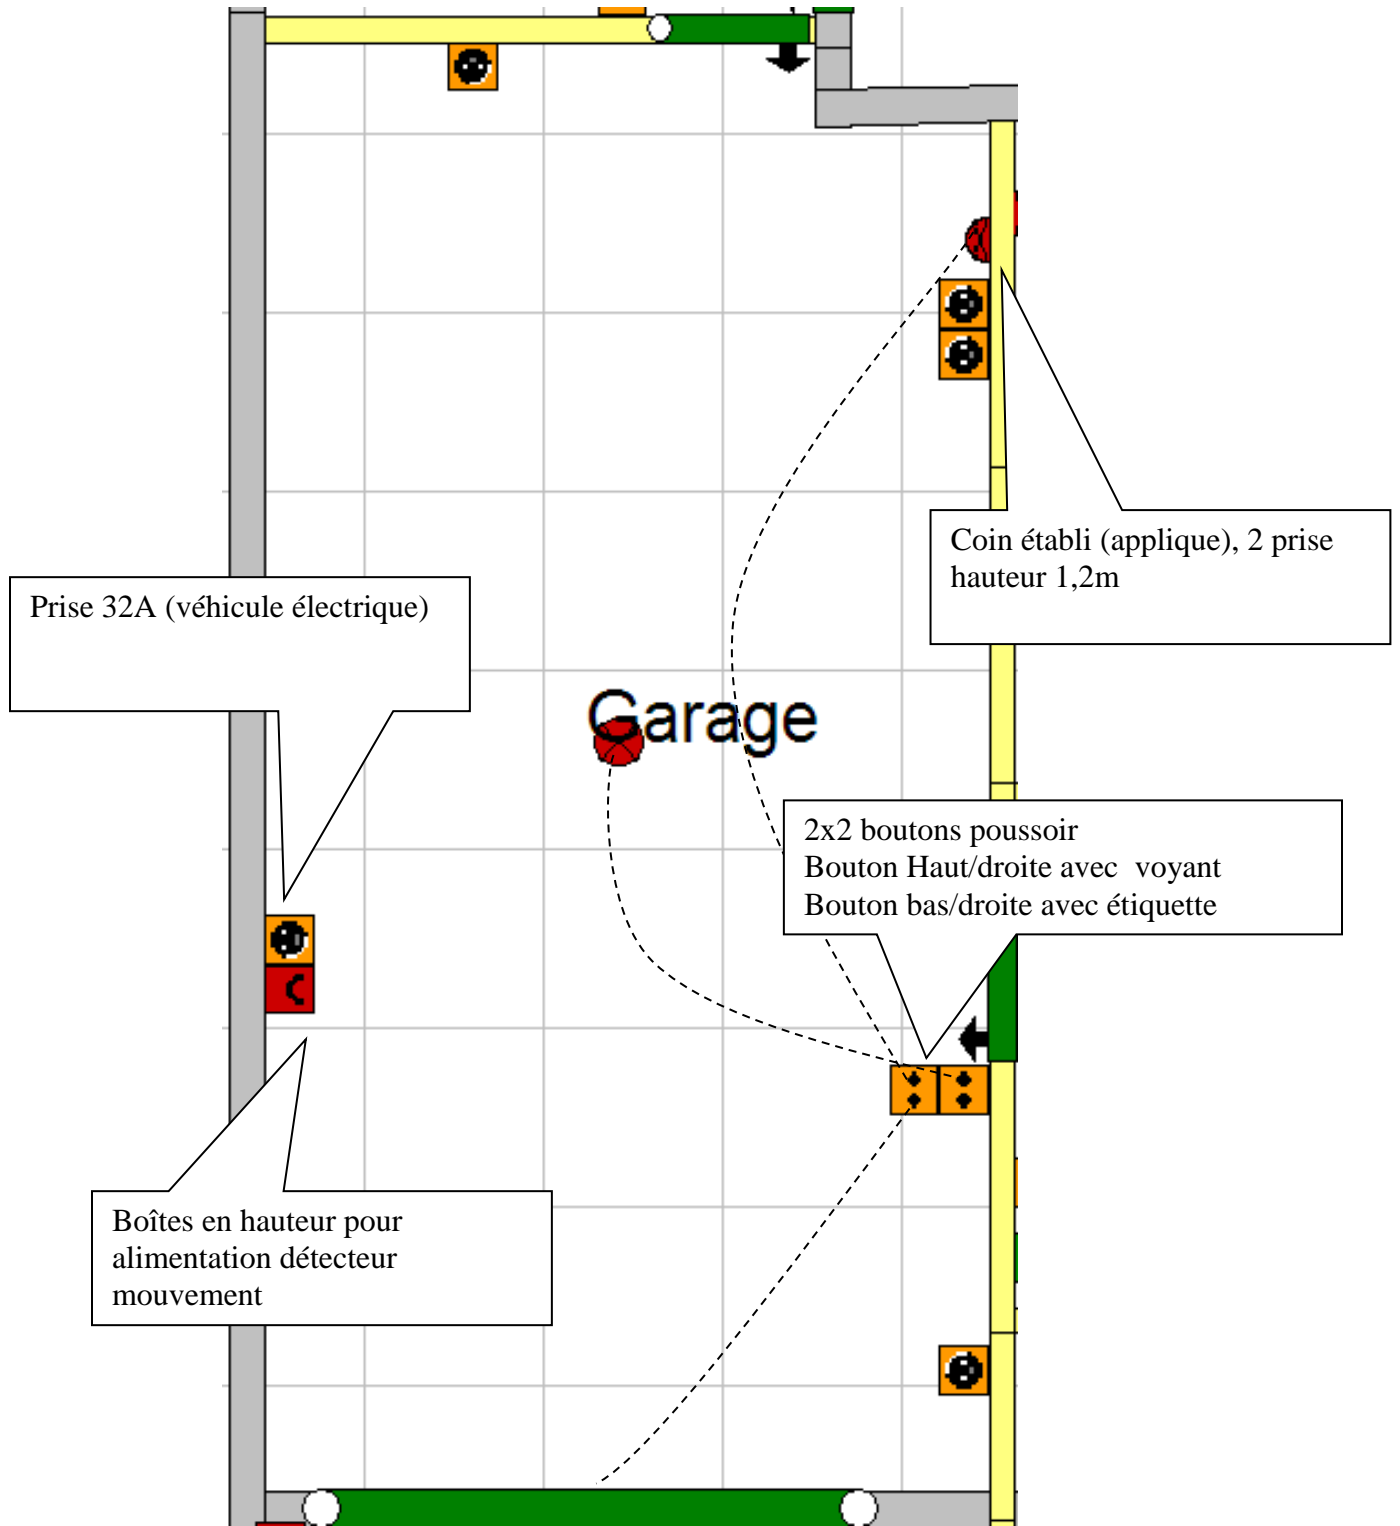 Coin établi (applique), 2 prise
hauteur 1,2m
Prise 32A (véhicule électrique)
Garage
2x2 boutons poussoir
Bouton Haut/droite avec  voyant
Bouton bas/droite avec étiquette
Boîtes en hauteur pour
alimentation détecteur
mouvement